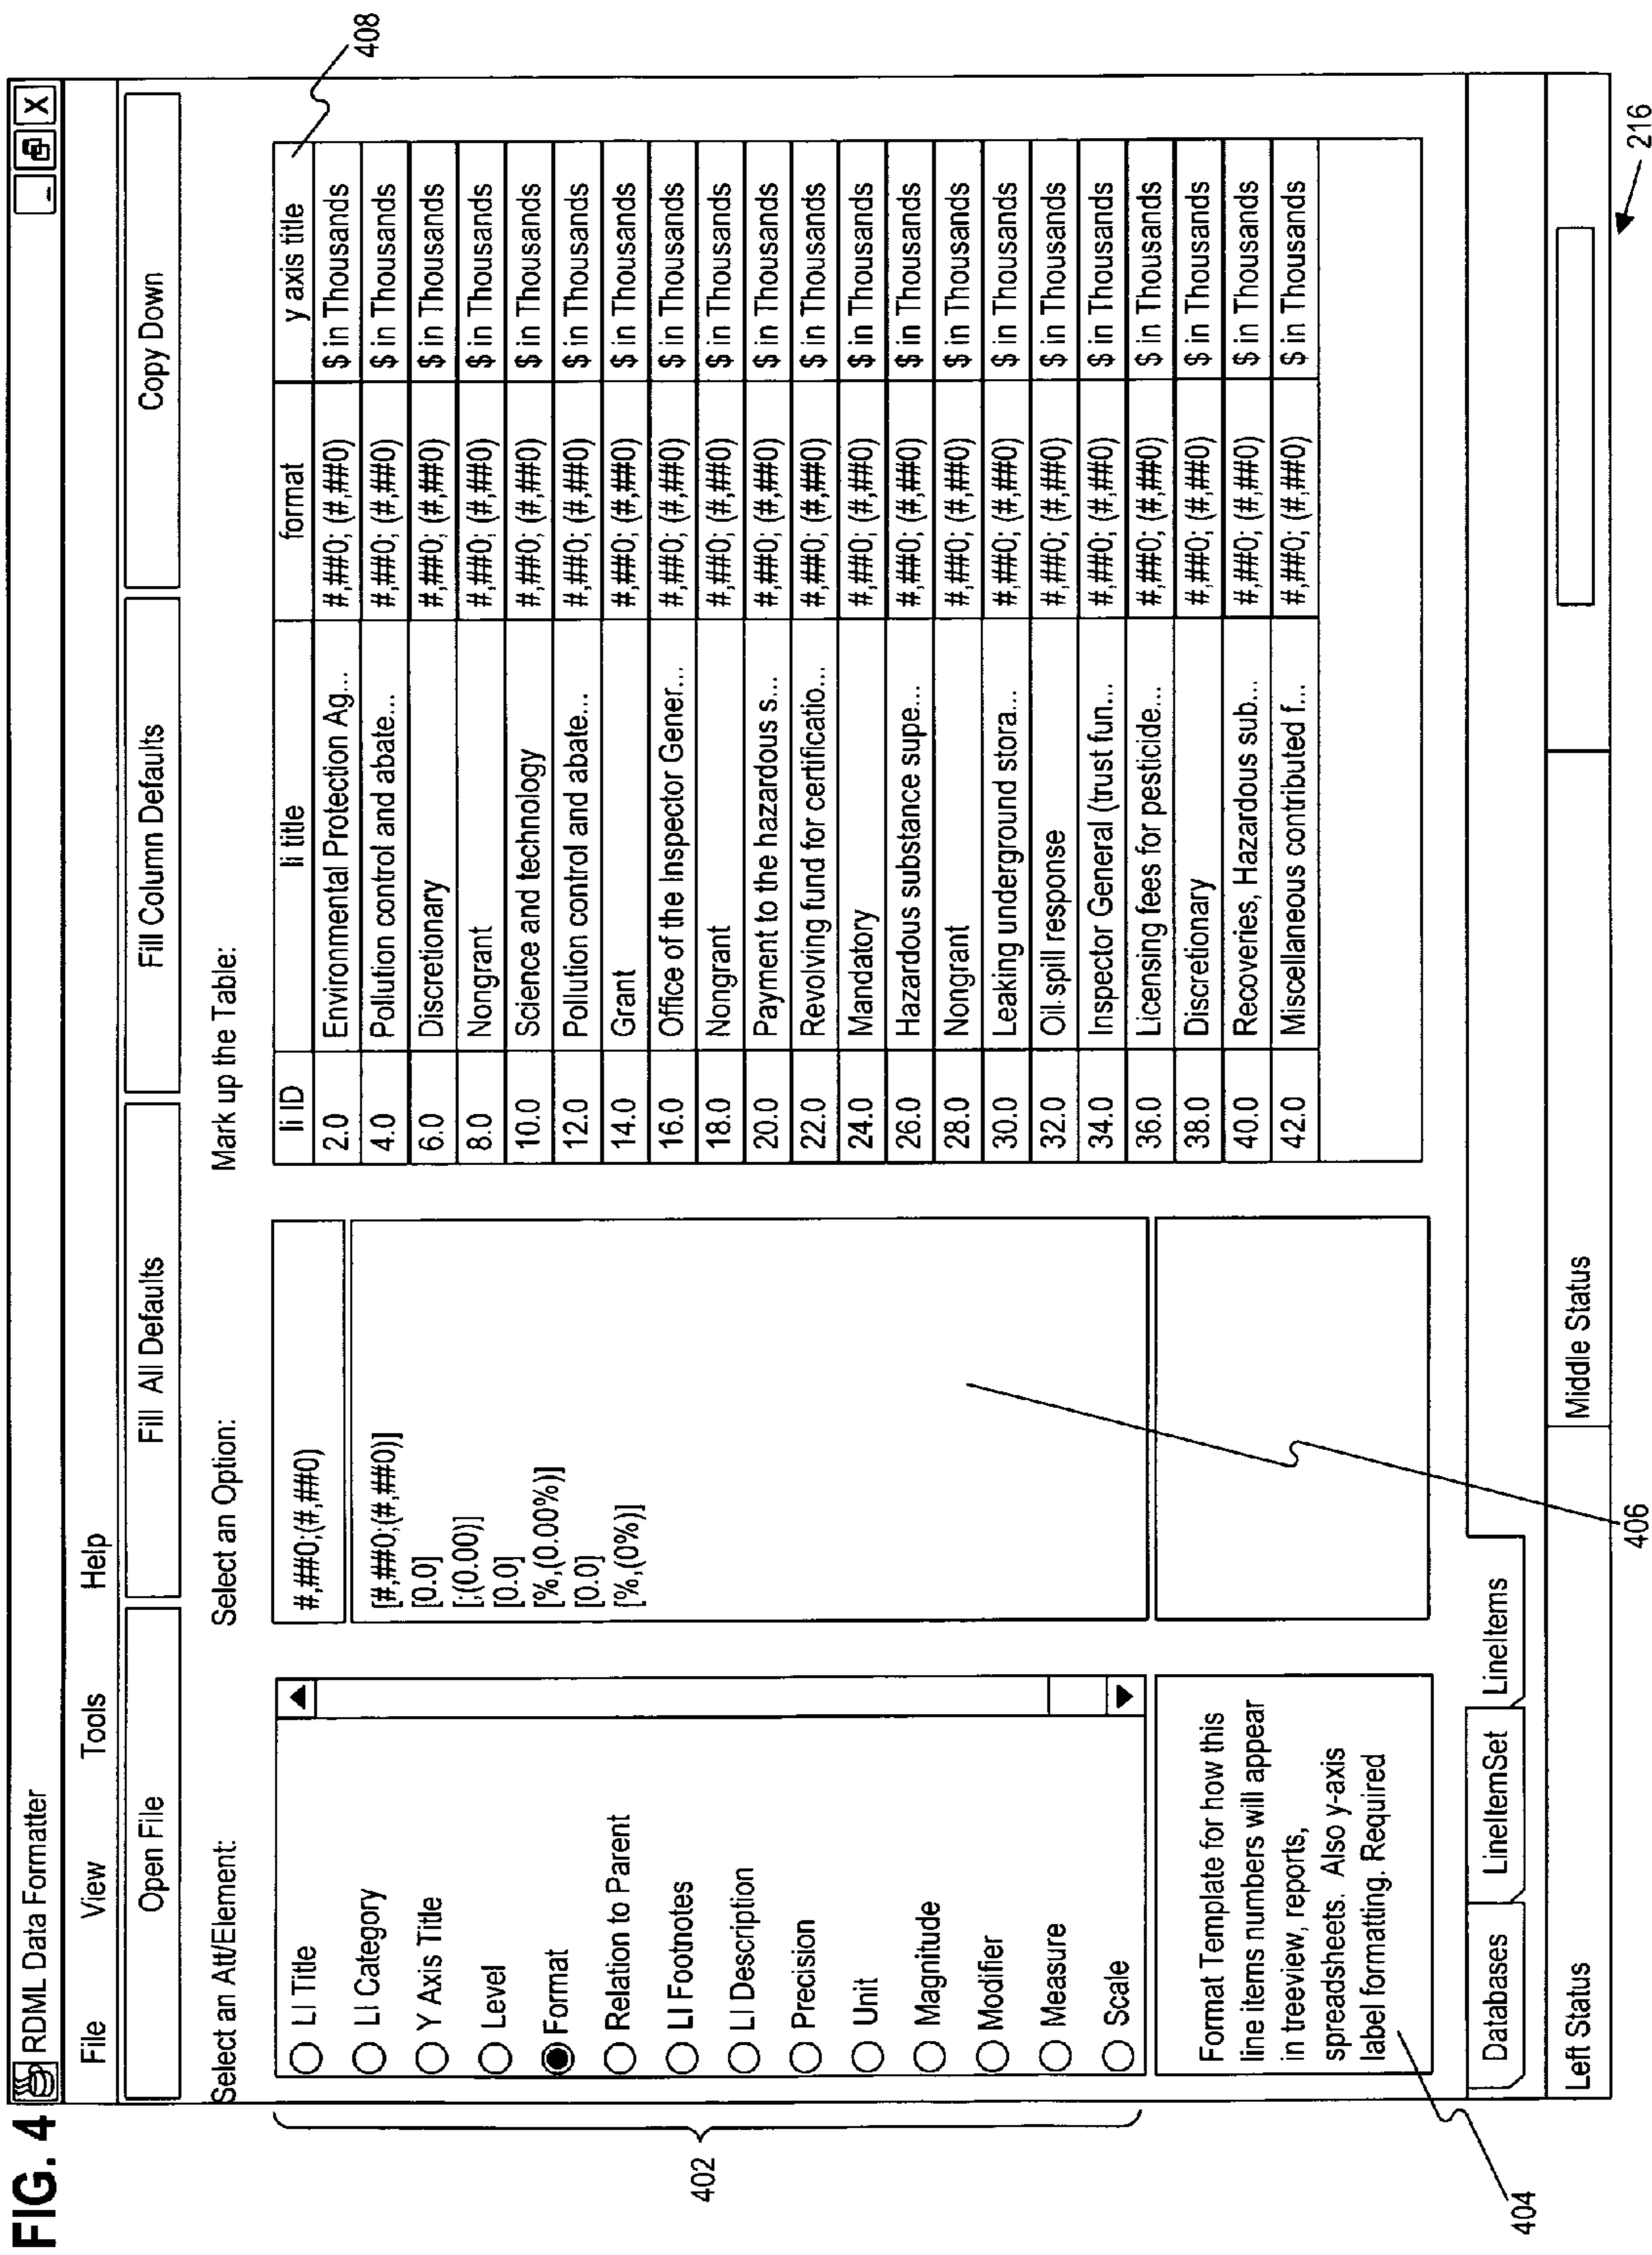 FIG. 4
RDML Data Formatter
_ X
File View Tools Help
Open File Fill All Defaults Fill Column Defaults Copy Down
Select an Att/Element:
LI Title
LI Category
Y Axis Title
Level
Format
Relation to Parent
LI Footnotes
LI Description
Precision
Unit
Magnitude
Modifier
Measure
Scale
402
Format Template for how this
line items numbers will appear
in treeview, reports,
spreadsheets. Also y-axis
label formatting. Required
404
Select an Option:
#,##0;(#,##0)
[#,##0;(#,##0)]
[0.0]
[;(0.00)]
[0.0]
[%,(0.00%)]
[0.0]
[%,(0%)]
406
Mark up the Table:
li ID li title format y axis title
2.0 Environmental Protection Ag... #,##0; (#,##0) $ in Thousands
4.0 Pollution control and abate... #,##0; (#,##0) $ in Thousands
6.0 Discretionary #,##0; (#,##0) $ in Thousands
8.0 Nongrant #,##0; (#,##0) $ in Thousands
10.0 Science and technology #,##0; (#,##0) $ in Thousands
12.0 Pollution control and abate... #,##0; (#,##0) $ in Thousands
14.0 Grant #,##0; (#,##0) $ in Thousands
16.0 Office of the Inspector Gener... #,##0; (#,##0) $ in Thousands
18.0 Nongrant #,##0; (#,##0) $ in Thousands
20.0 Payment to the hazardous s... #,##0; (#,##0) $ in Thousands
22.0 Revolving fund for certificatio... #,##0; (#,##0) $ in Thousands
24.0 Mandatory #,##0; (#,##0) $ in Thousands
26.0 Hazardous substance supe... #,##0; (#,##0) $ in Thousands
28.0 Nongrant #,##0; (#,##0) $ in Thousands
30.0 Leaking underground stora... #,##0; (#,##0) $ in Thousands
32.0 Oil spill response #,##0; (#,##0) $ in Thousands
34.0 Inspector General (trust fun... #,##0; (#,##0) $ in Thousands
36.0 Licensing fees for pesticide... #,##0; (#,##0) $ in Thousands
38.0 Discretionary #,##0; (#,##0) $ in Thousands
40.0 Recoveries, Hazardous sub... #,##0; (#,##0) $ in Thousands
42.0 Miscellaneous contributed f... #,##0; (#,##0) $ in Thousands
408
Databases LineItemSet LineItems
Left Status Middle Status
216